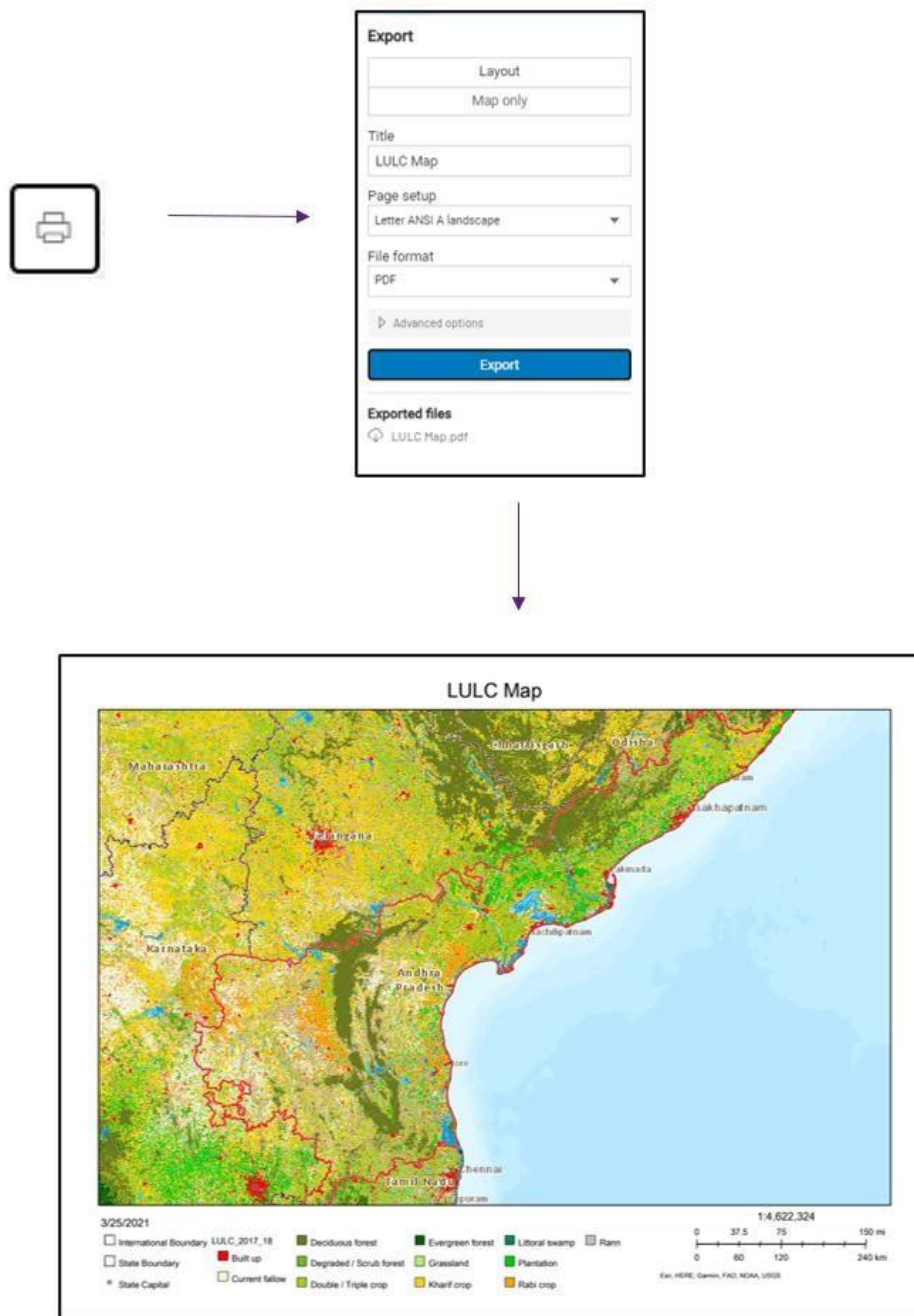 Export
Layout
Map only
Title
LULC Map
Page setup
Letter ANSI A landscape
File format
PDF
Advanced options
Export
Exported files
LULC Map.pdf
LULC Map
Chhattisgarh
Odisha
Maharashtra
Telangana
Karnataka
Andhra
Pradesh
Chennai
Tamil Nadu
3/25/2021
1:4,622,324
0 37.5 75 150 mi
0 60 120 240 km
Esri, HERE, Garmin, FAO, NOAA, USGS
International Boundary LULC_2017_18 Deciduous forest Evergreen forest Littoral swamp Rann
State Boundary Built up Degraded / Scrub forest Grassland Plantation
State Capital Current fallow Double / Triple crop Kharif crop Rabi crop